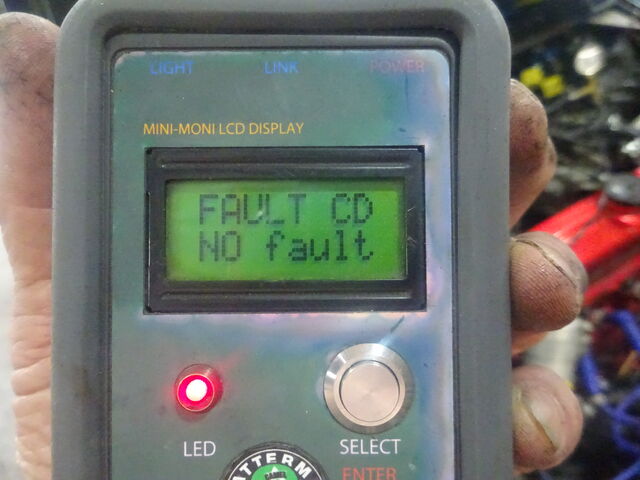 LIGHT LINK POWER
MINI-MONI LCD DISPLAY
FAULT CD
NO fault
LED
SELECT
ENTER